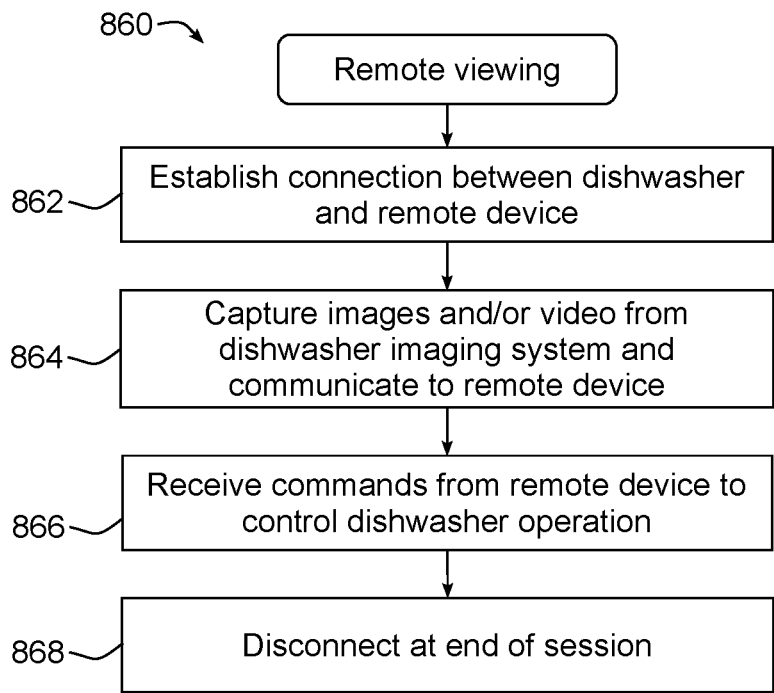 860
Remote viewing
862
Establish connection between dishwasher
and remote device
864
Capture images and/or video from
dishwasher imaging system and
communicate to remote device
866
Receive commands from remote device to
control dishwasher operation
868
Disconnect at end of session